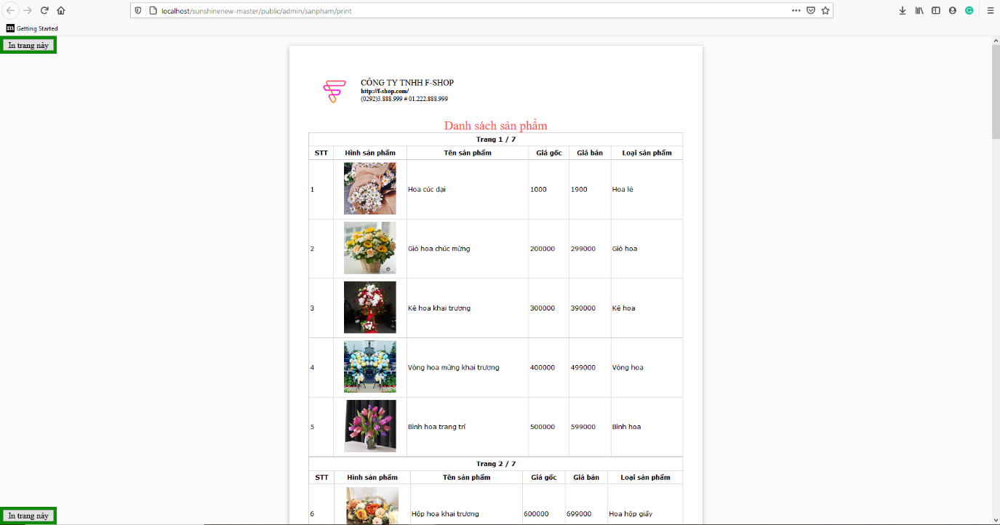 localhost/sunshinenew-master/public/admin/sanpham/print
Getting Started
In trang này
CÔNG TY TNHH F-SHOP
http://f-shop.com/
(0292)3.888.999 # 01.222.888.999
Danh sách sản phẩm
Trang 1 / 7
STT Hình sản phẩm Tên sản phẩm Giá gốc Giá bán Loại sản phẩm
1 Hoa cúc dại 1000 1900 Hoa lẻ
2 Giỏ hoa chúc mừng 200000 299000 Giỏ hoa
3 Kệ hoa khai trương 300000 390000 Kệ hoa
4 Vòng hoa mừng khai trương 400000 499000 Vòng hoa
5 Bình hoa trang trí 500000 599000 Bình hoa
Trang 2 / 7
STT Hình sản phẩm Tên sản phẩm Giá gốc Giá bán Loại sản phẩm
6 Hộp hoa khai trương 600000 699000 Hoa hộp giấy
In trang này